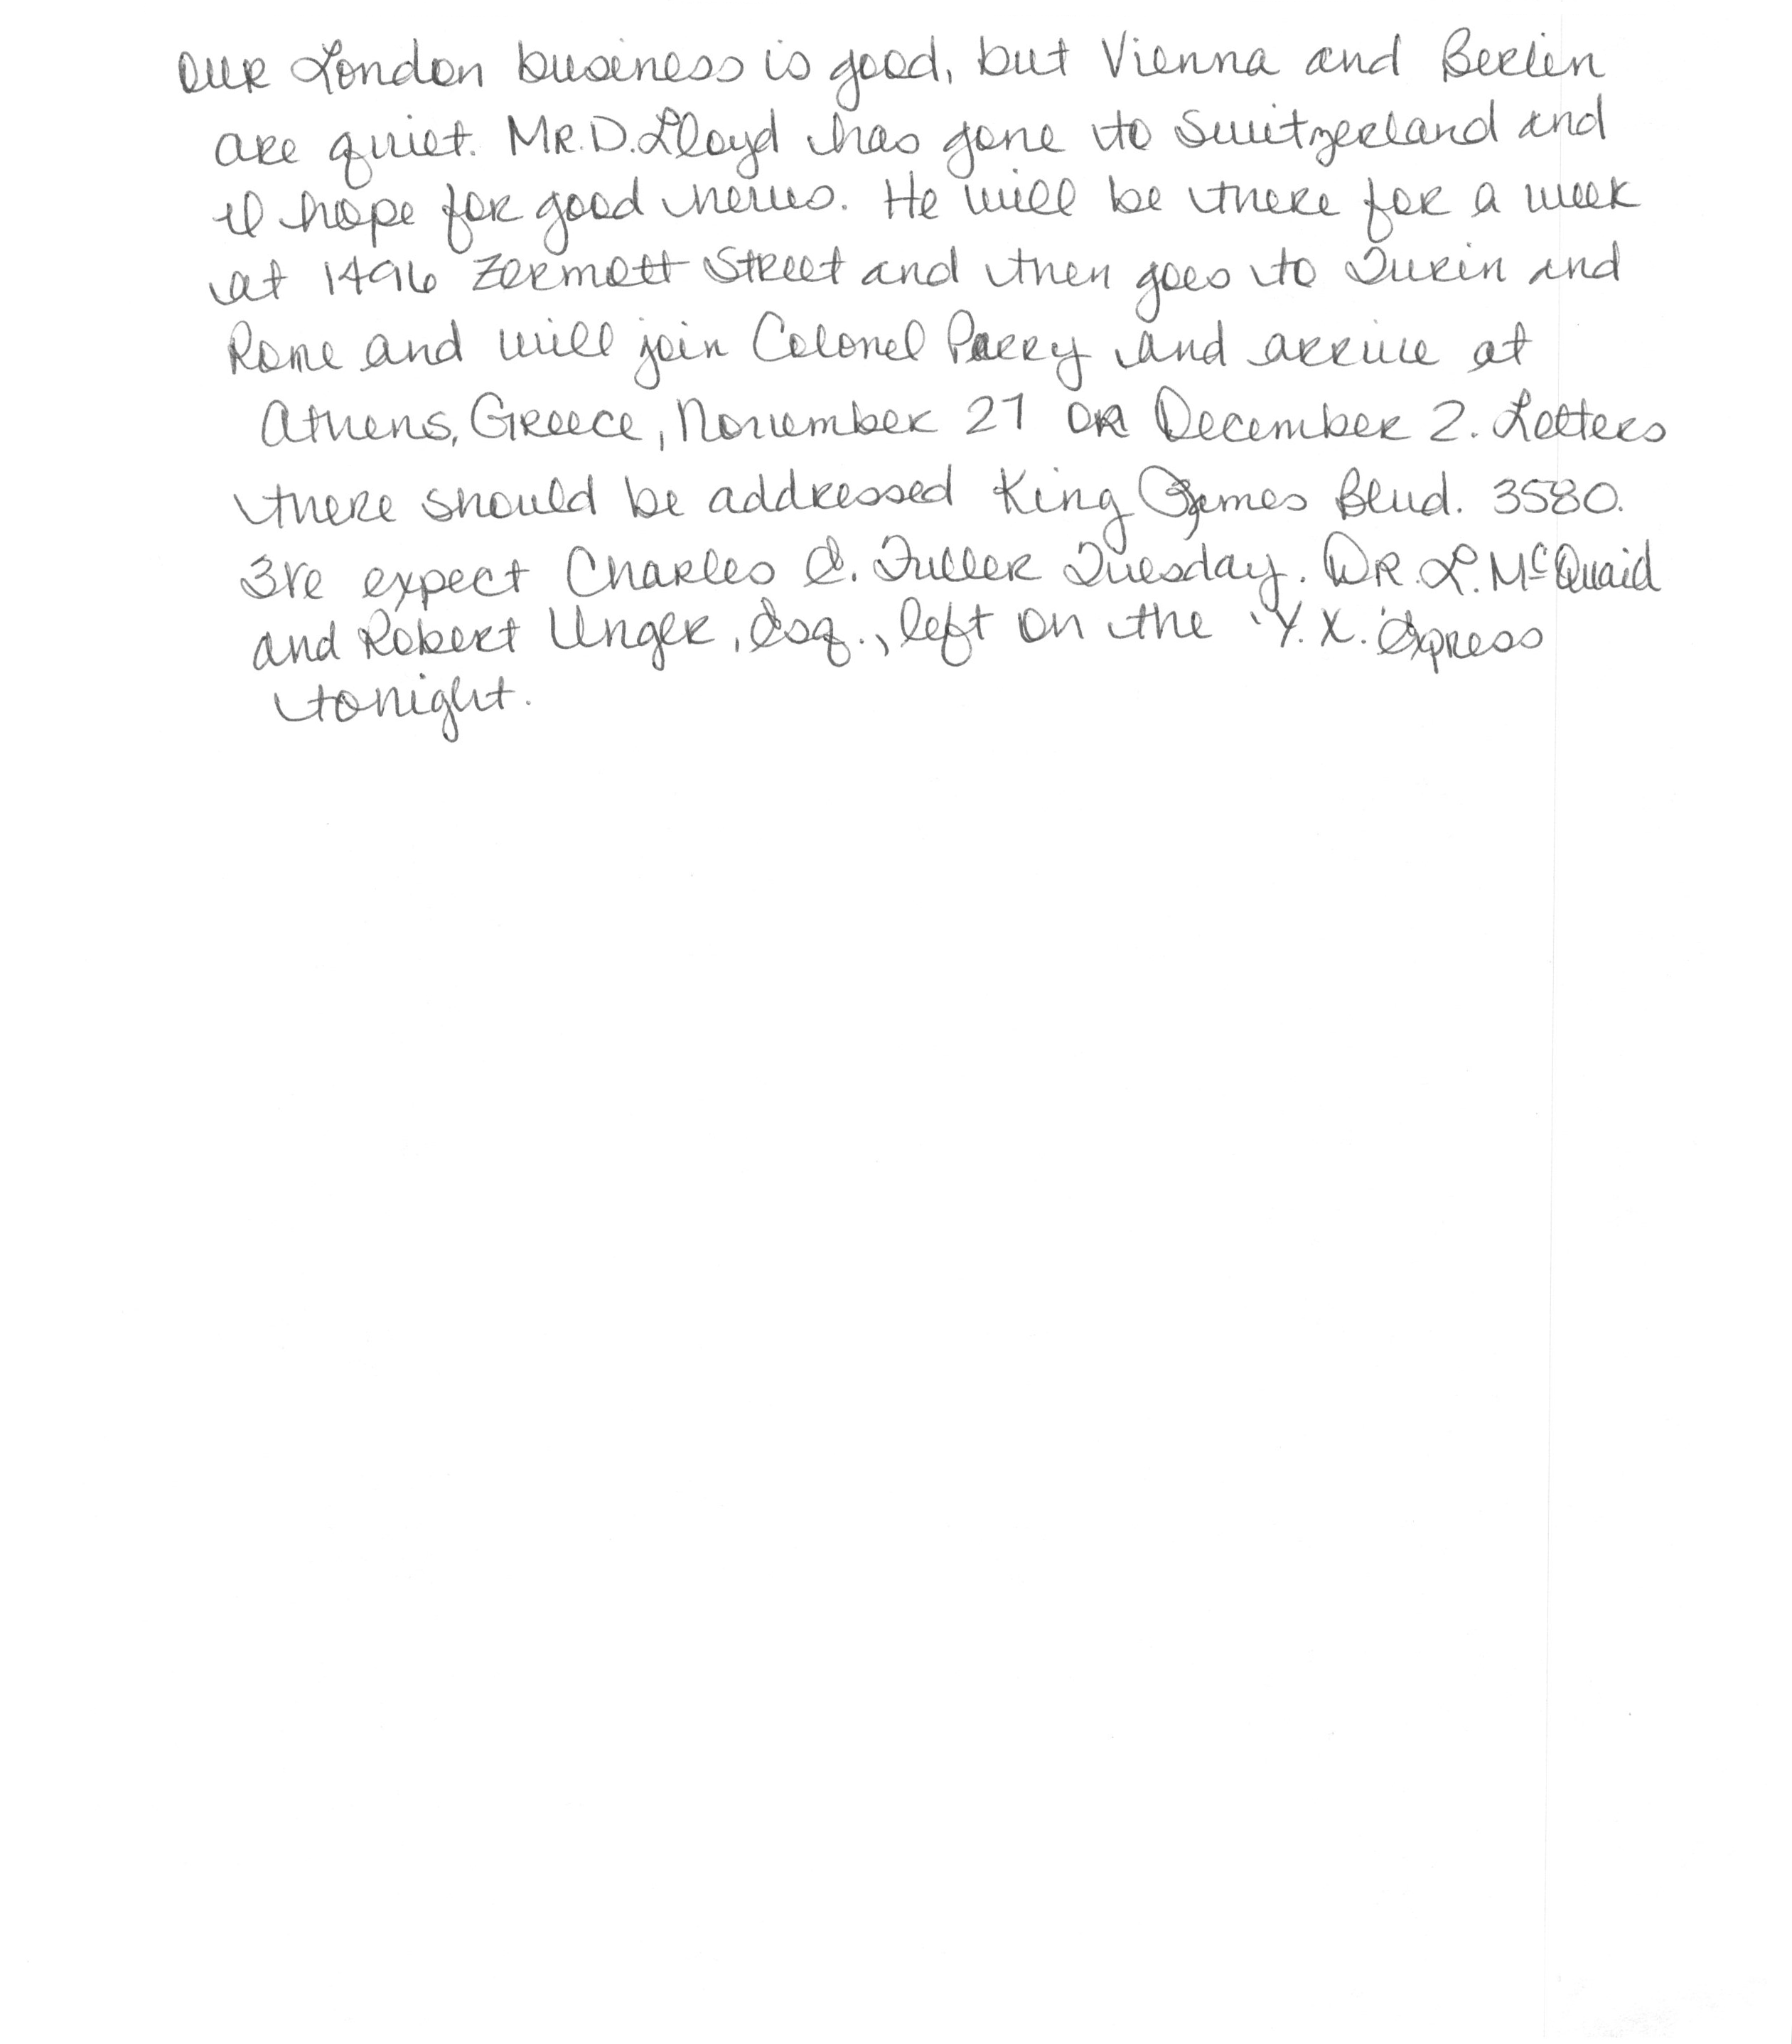 Our London business is good, but Vienna and Berlin
are quiet. Mr. D. Lloyd has gone to Switzerland and
I hope for good news. He will be there for a week
at 1496 Zermott Street and then goes to Turin and
Rome and will join Colonel Parry and arrive at
Athens, Greece, November 27 or December 2. Letters
there should be addressed King James Blvd. 3580.
We expect Charles E. Fuller Tuesday. Dr. L. McQuaid
and Robert Unger, Esq., left on the 'Y.X.' Express
tonight.